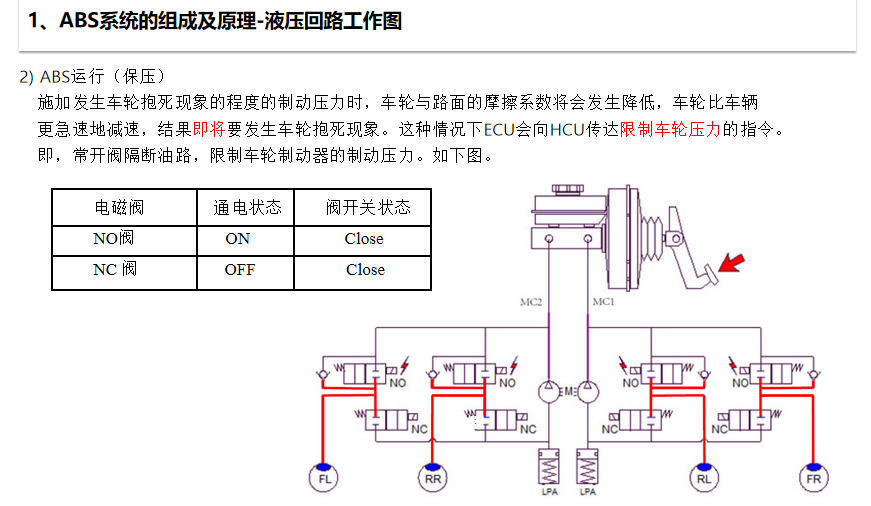 1、ABS系统的组成及原理-液压回路工作图
2) ABS运行（保压）
施加发生车轮抱死现象的程度的制动压力时，车轮与路面的摩擦系数将会发生降低，车轮比车辆
更急速地减速，结果即将要发生车轮抱死现象。这种情况下ECU会向HCU传达限制车轮压力的指令。
即，常开阀隔断油路，限制车轮制动器的制动压力。如下图。
电磁阀 通电状态 阀开关状态
NO阀 ON Close
NC 阀 OFF Close
MC2 MC1
NO NO M NO NO
NC NC NC NC
FL RR LPA LPA RL FR